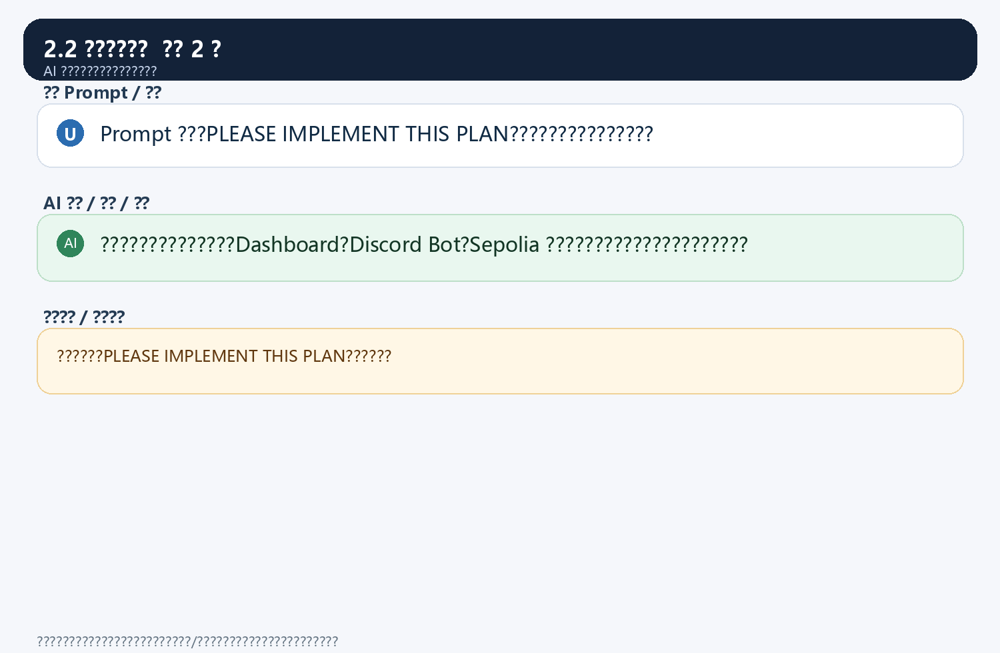 2.2 ??????  ?? 2 ?
AI ???????????????
?? Prompt / ??
U
Prompt ???PLEASE IMPLEMENT THIS PLAN???????????????
AI ?? / ?? / ??
AI
??????????????Dashboard?Discord Bot?Sepolia ?????????????????????
???? / ????
??????PLEASE IMPLEMENT THIS PLAN??????
????????????????????????/??????????????????????